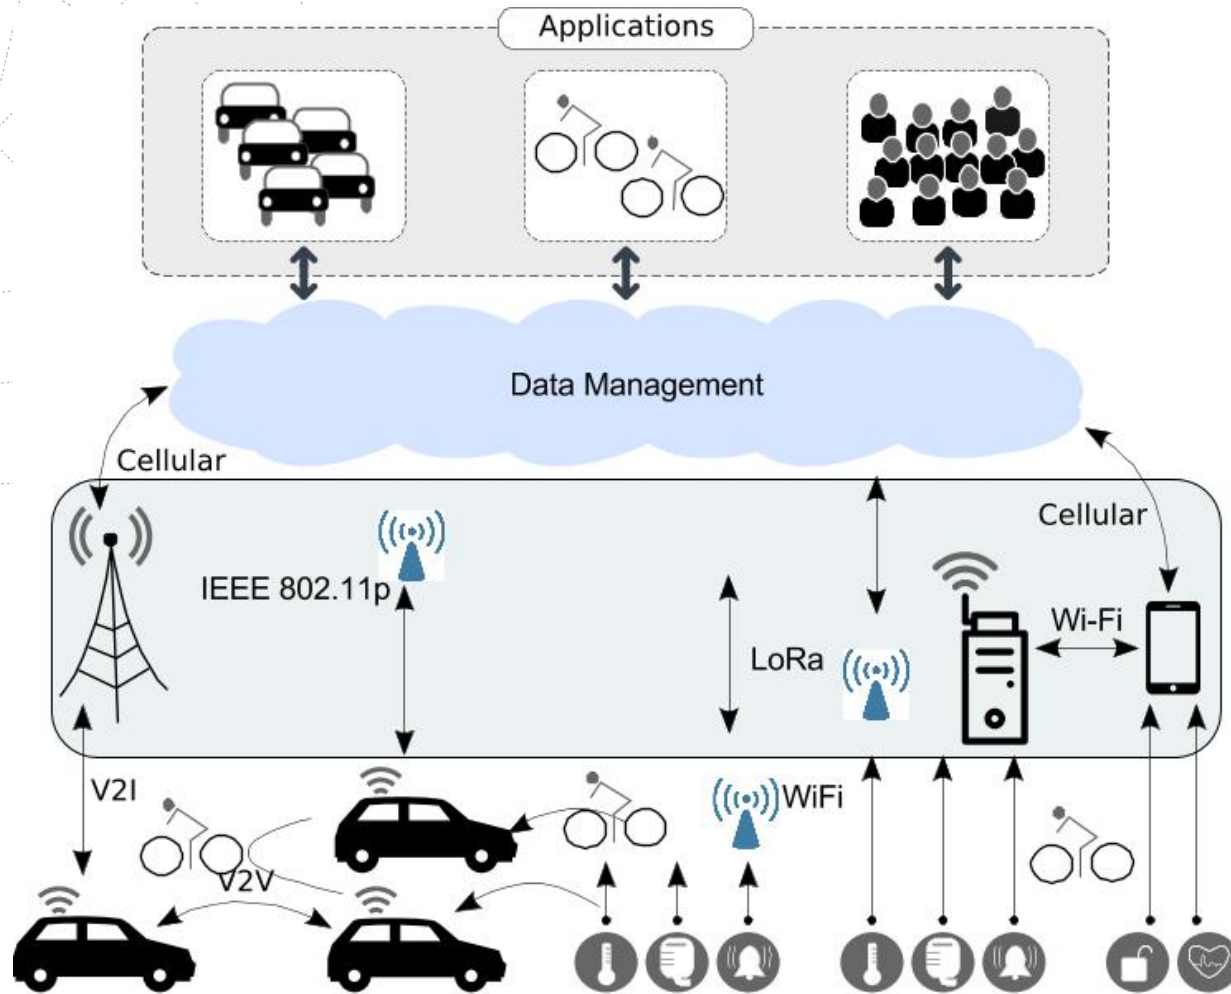 Applications
Data Management
Cellular
Cellular
IEEE 802.11p
Wi-Fi
LoRa
V2I
WiFi
V2V